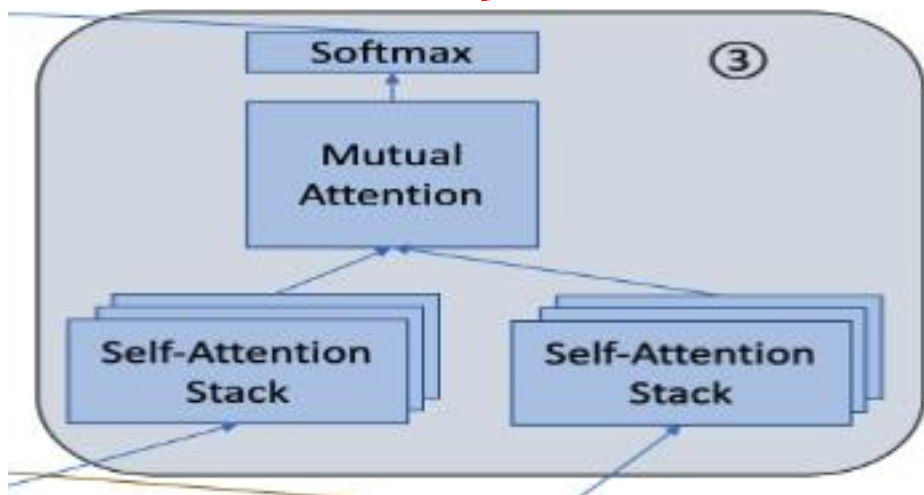 Softmax
③
Mutual
Attention
Self-Attention
Stack
Self-Attention
Stack